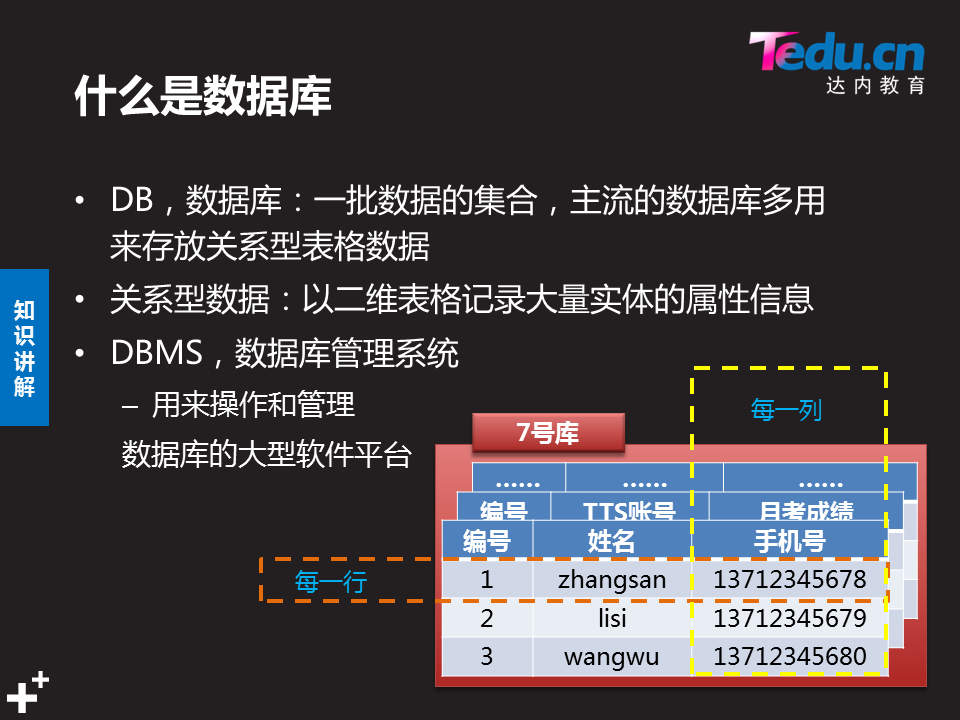 Tedu.cn
达内教育
什么是数据库
• DB，数据库：一批数据的集合，主流的数据库多用
来存放关系型表格数据
• 关系型数据：以二维表格记录大量实体的属性信息
• DBMS，数据库管理系统
– 用来操作和管理
数据库的大型软件平台
知识讲解
每一列
7号库
…… …… ……
编号 TTS账号 月考成绩
编号 姓名 手机号
每一行
1 zhangsan 13712345678
2 lisi 13712345679
3 wangwu 13712345680